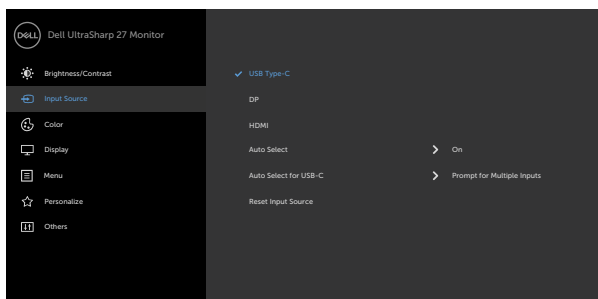 DELL
Dell UltraSharp 27 Monitor
Brightness/Contrast
Input Source
Color
Display
Menu
Personalize
Others
USB Type-C
DP
HDMI
Auto Select
On
Auto Select for USB-C
Prompt for Multiple Inputs
Reset Input Source